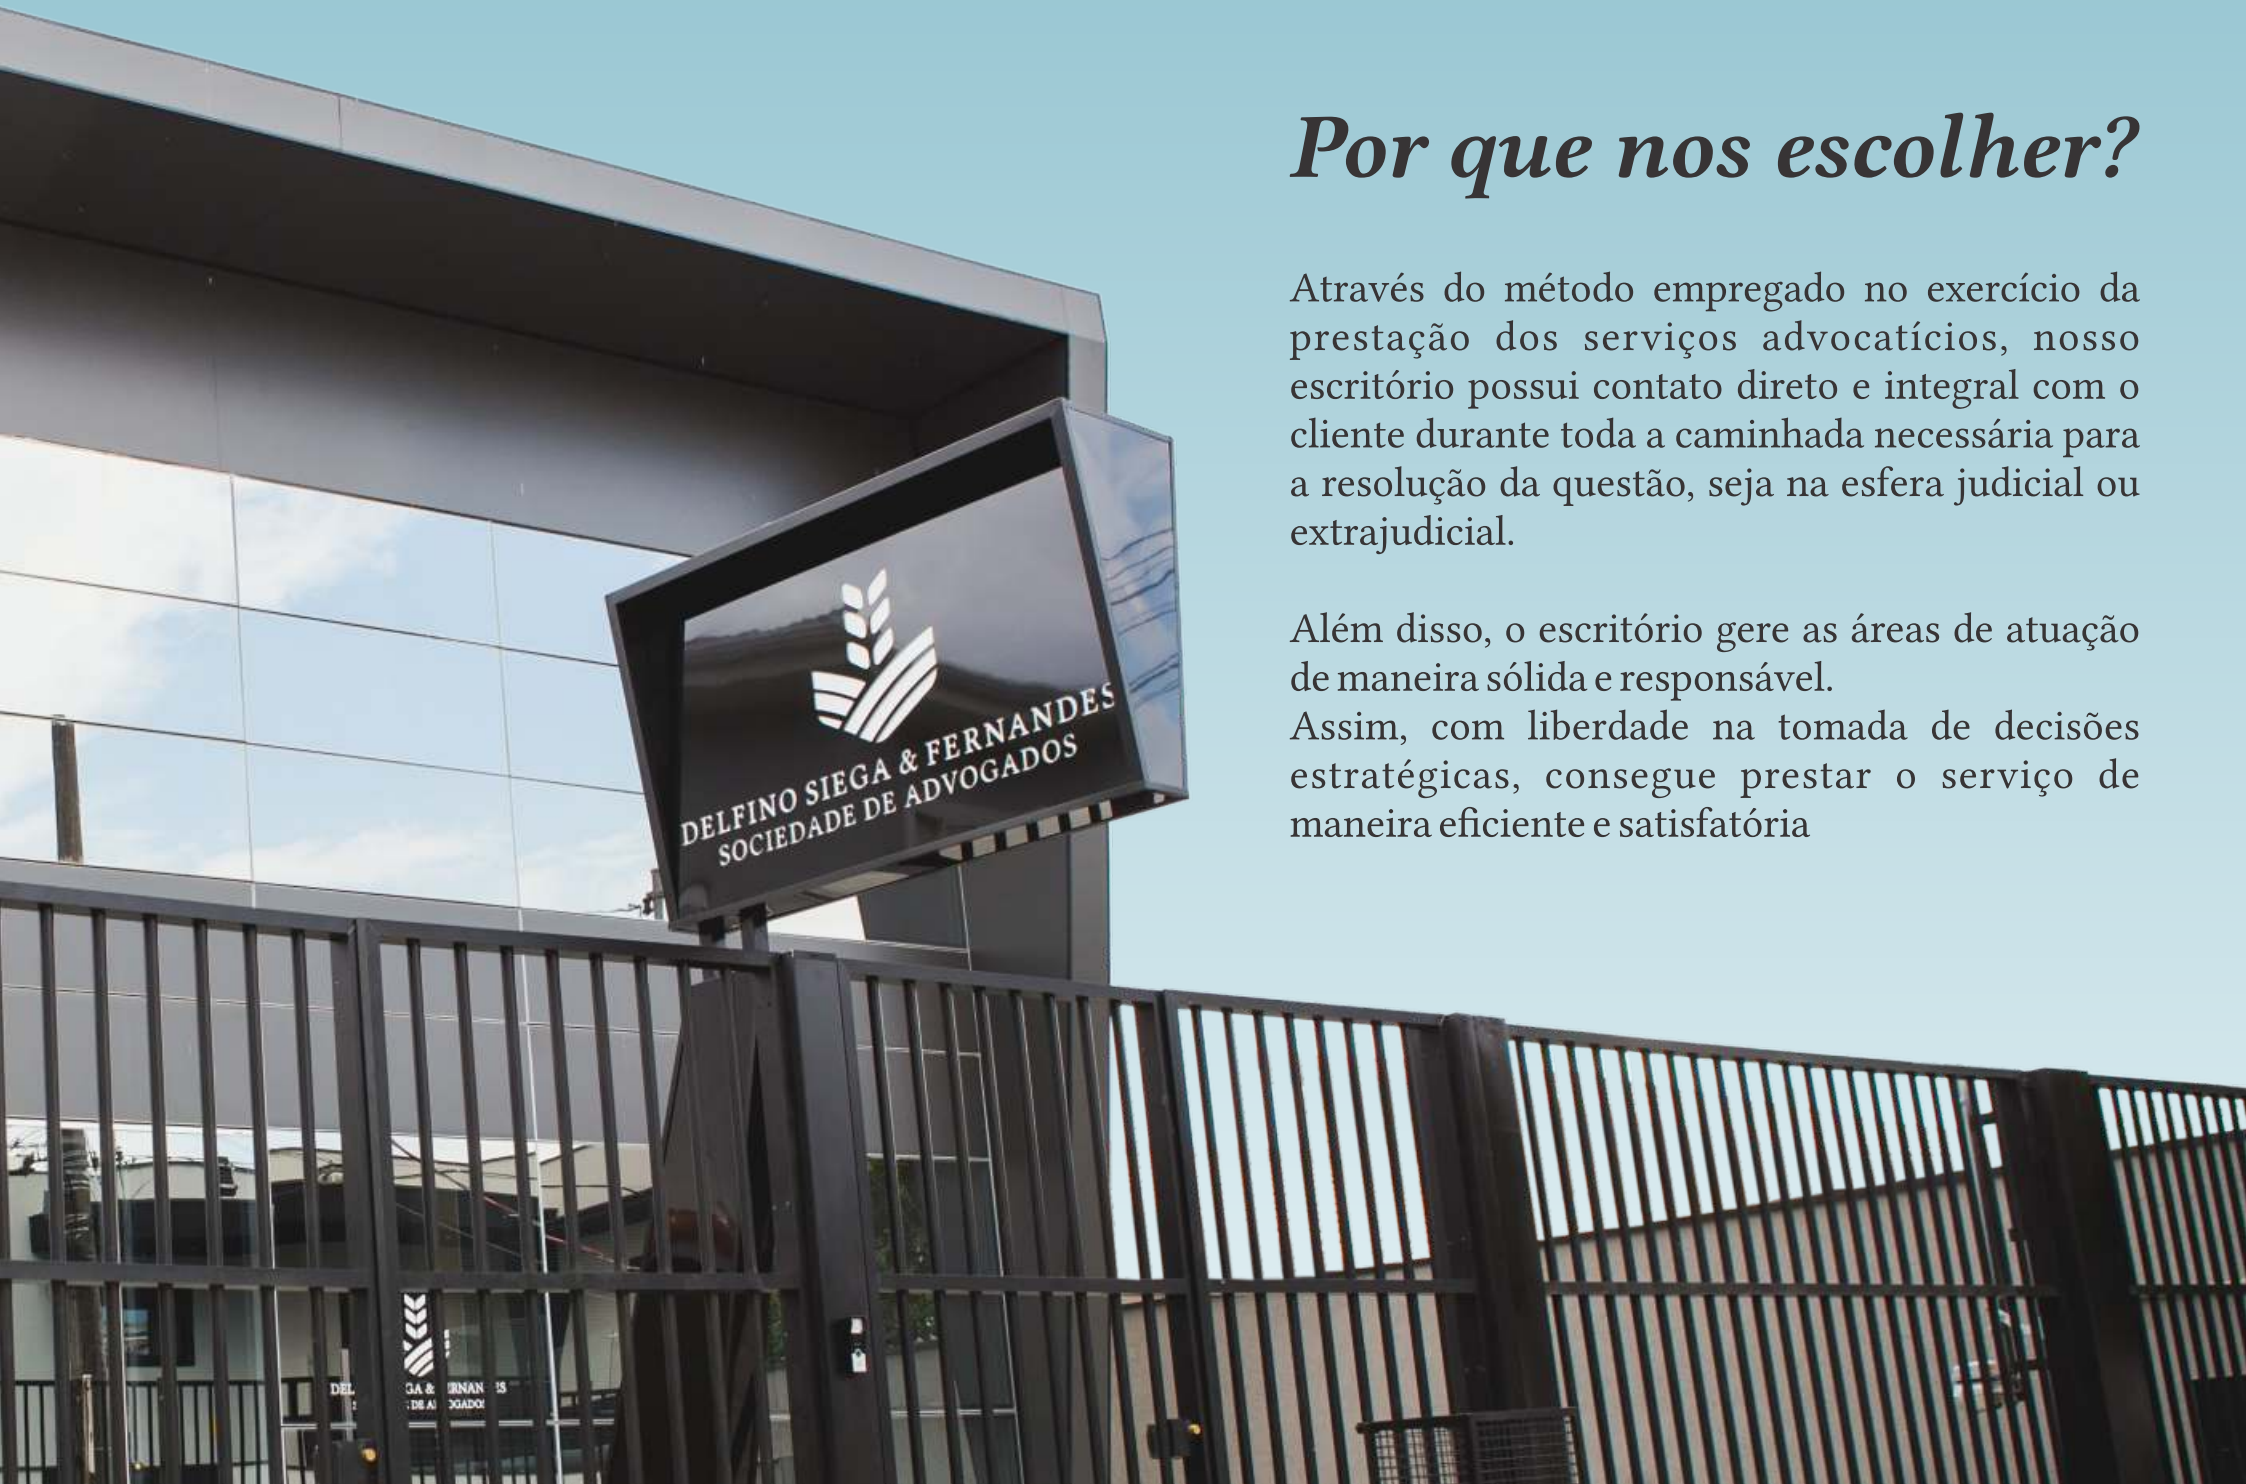 Por que nos escolher?
Através do método empregado no exercício da
prestação dos serviços advocatícios, nosso
escritório possui contato direto e integral com o
cliente durante toda a caminhada necessária para
a resolução da questão, seja na esfera judicial ou
extrajudicial.
Além disso, o escritório gere as áreas de atuação
de maneira sólida e responsável.
Assim, com liberdade na tomada de decisões
estratégicas, consegue prestar o serviço de
maneira eficiente e satisfatória
DELFINO SIEGA & FERNANDES
SOCIEDADE DE ADVOGADOS